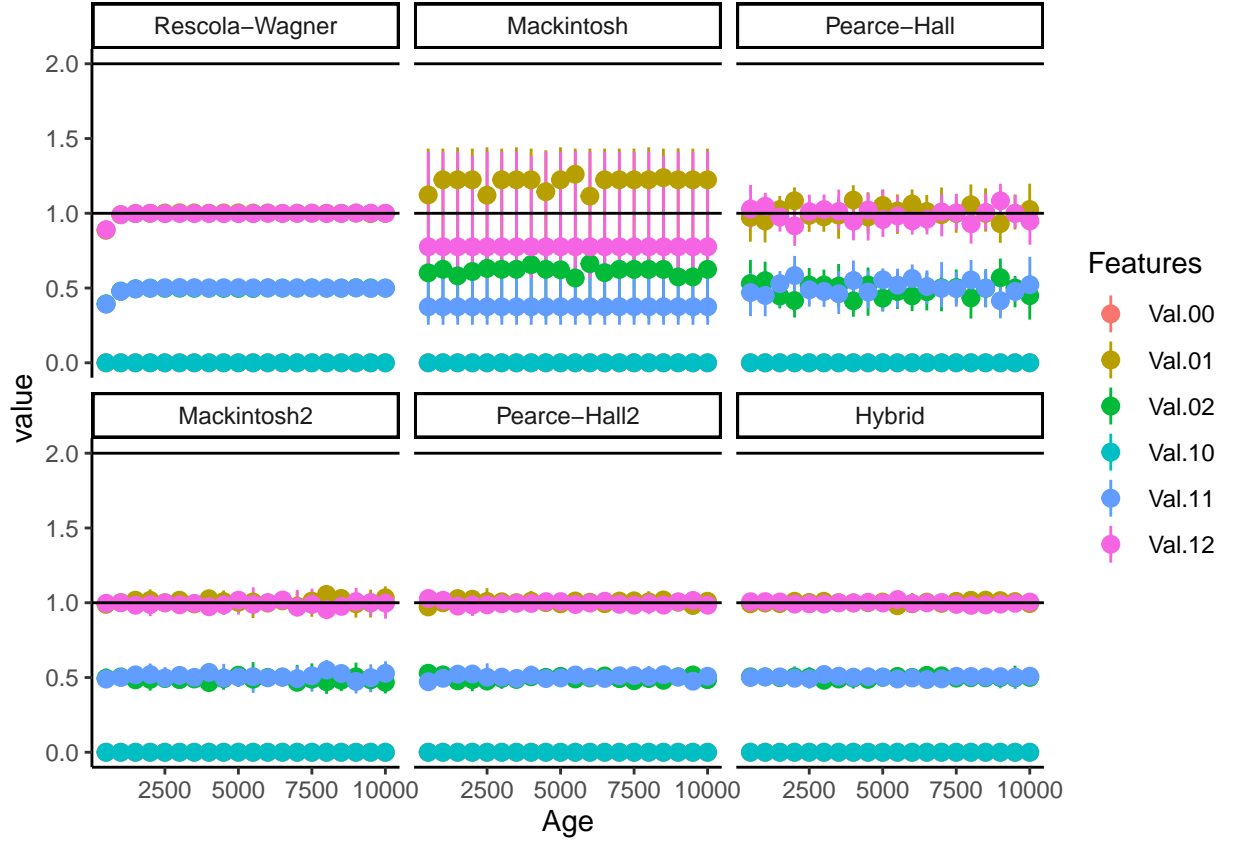 Rescola−Wagner
Mackintosh
Pearce−Hall
2.0
1.5
1.0
0.5
0.0
value
Mackintosh2
Pearce−Hall2
Hybrid
2.0
1.5
1.0
0.5
0.0
2500 5000 7500 10000
2500 5000 7500 10000
2500 5000 7500 10000
Age
Features
Val.00
Val.01
Val.02
Val.10
Val.11
Val.12